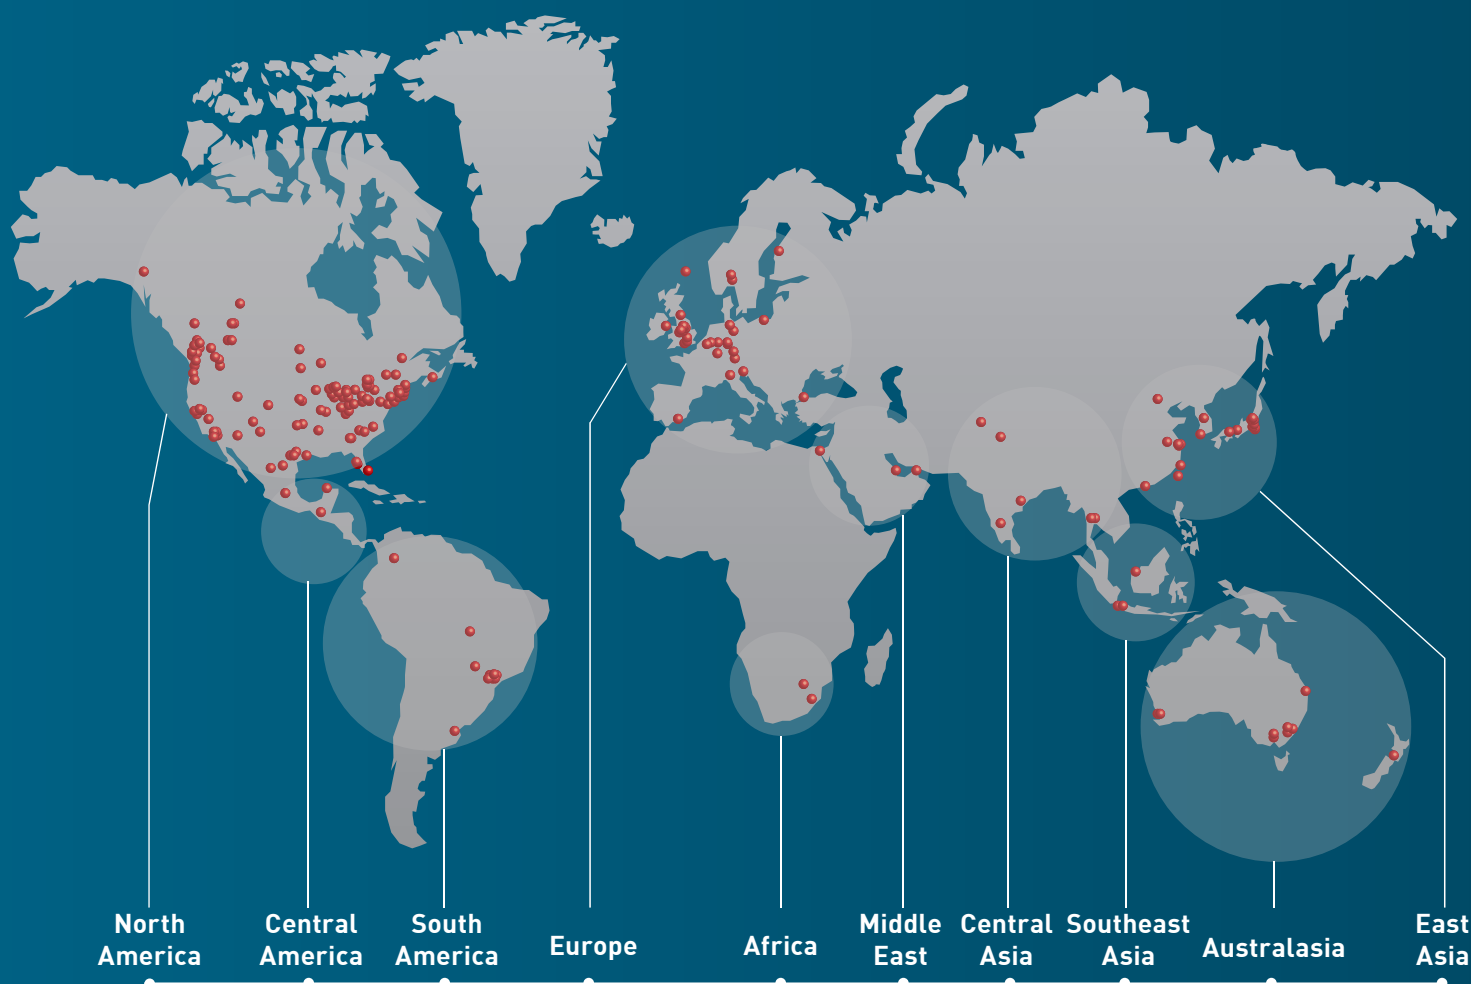 North
America
Central
America
South
America
Europe
Africa
Middle
East
Central
Asia
Southeast
Asia
Australasia
East
Asia